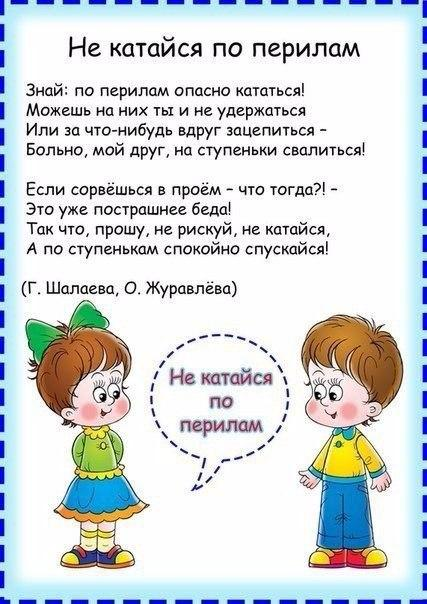 Не катайся по перилам
Знай: по перилам опасно кататься!
Можешь на них ты и не удержаться
Или за что-нибудь вдруг зацепиться -
Больно, мой друг, на ступеньки свалиться!
Если сорвёшься в проём - что тогда?! -
Это уже пострашнее беда!
Так что, прошу, не рискуй, не катайся,
А по ступенькам спокойно спускайся!
(Г. Шалаева, О. Журавлёва)
Не катайся
по
перилам